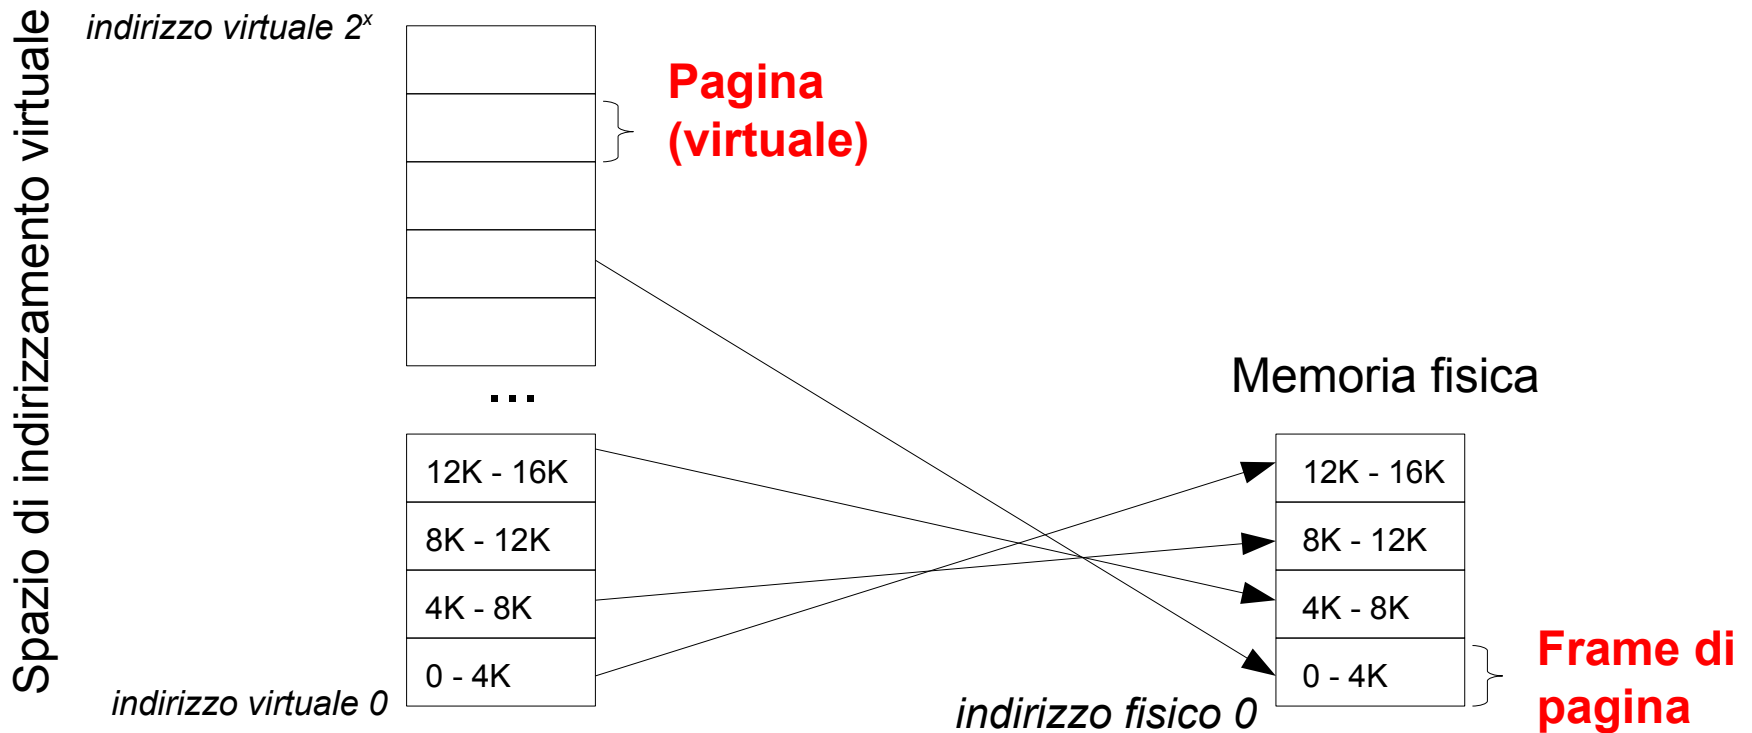 Spazio di indirizzamento virtuale
indirizzo virtuale 2ˣ
Pagina
(virtuale)
...
Memoria fisica
12K - 16K
8K - 12K
4K - 8K
0 - 4K
indirizzo virtuale 0
12K - 16K
8K - 12K
4K - 8K
0 - 4K
indirizzo fisico 0
Frame di
pagina